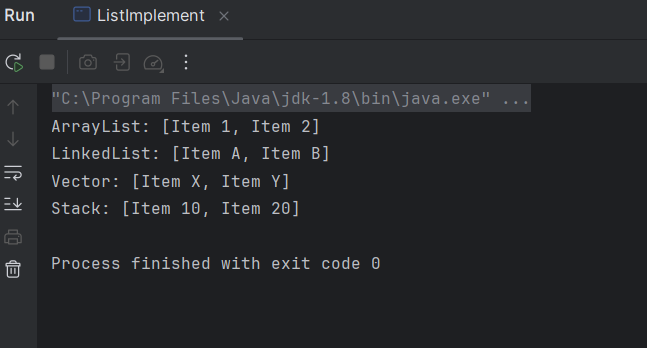 Run ListImplement
"C:\Program Files\Java\jdk-1.8\bin\java.exe" ...
ArrayList: [Item 1, Item 2]
LinkedList: [Item A, Item B]
Vector: [Item X, Item Y]
Stack: [Item 10, Item 20]
Process finished with exit code 0